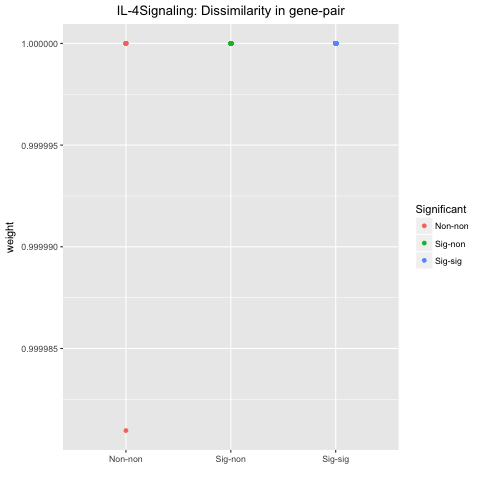 IL-4Signaling: Dissimilarity in gene-pair
1.000000
0.999995
0.999990
0.999985
weight
Non-non
Sig-non
Sig-sig
Significant
Non-non
Sig-non
Sig-sig